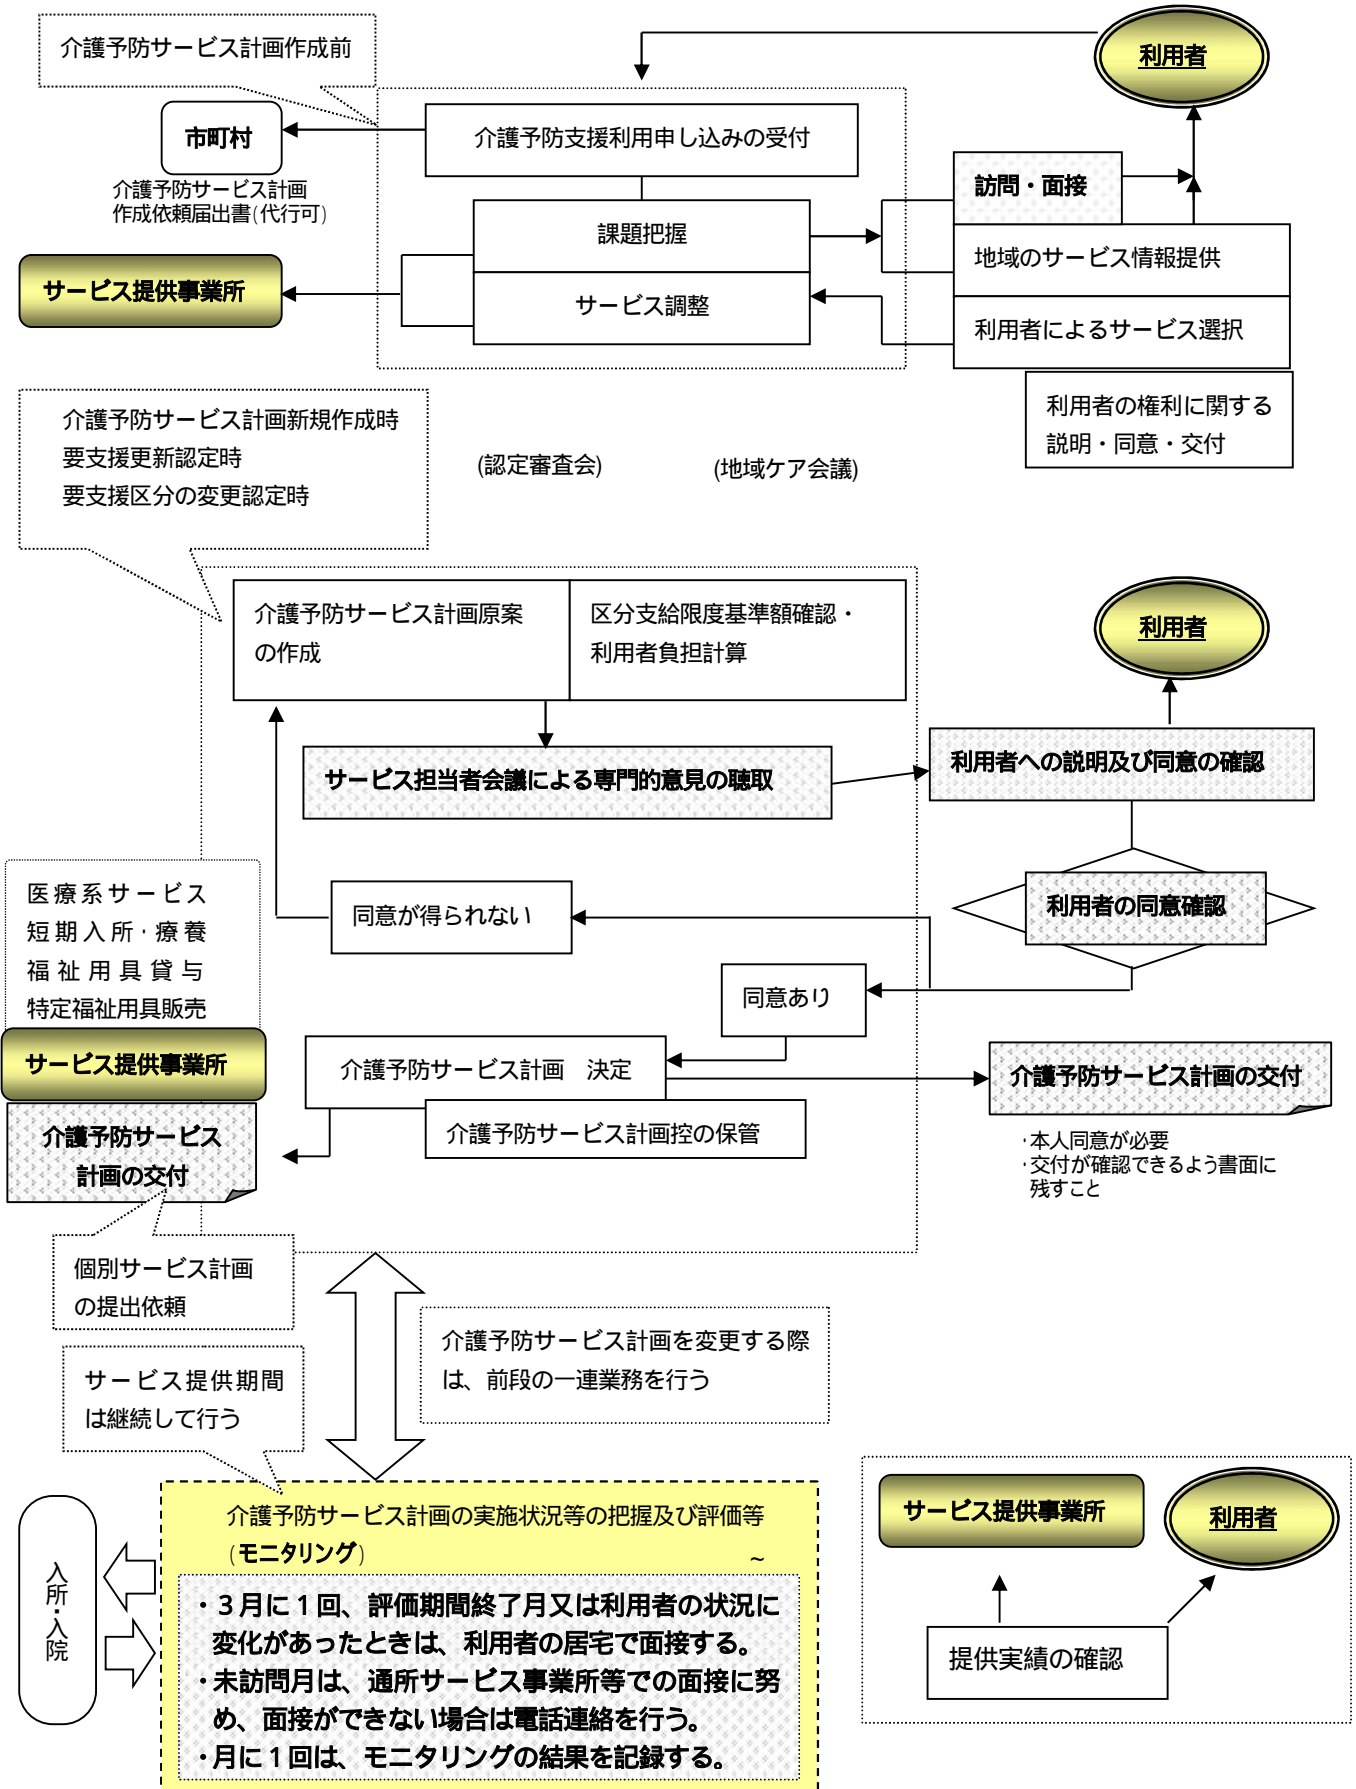 介護予防サービス計画作成前
利用者
市町村
介護予防支援利用申し込みの受付
介護予防サービス計画
作成依頼届出書(代行可)
訪問・面接
課題把握
地域のサービス情報提供
サービス提供事業所
サービス調整
利用者によるサービス選択
利用者の権利に関する
説明・同意・交付
介護予防サービス計画新規作成時
要支援更新認定時
要支援区分の変更認定時
(認定審査会)
(地域ケア会議)
介護予防サービス計画原案
の作成
区分支給限度基準額確認・
利用者負担計算
利用者
サービス担当者会議による専門的意見の聴取
利用者への説明及び同意の確認
医療系サービス
短期入所・療養
福祉用具貸与
特定福祉用具販売
同意が得られない
利用者の同意確認
同意あり
サービス提供事業所
介護予防サービス計画　決定
介護予防サービス計画の交付
介護予防サービス
計画の交付
介護予防サービス計画控の保管
・本人同意が必要
・交付が確認できるよう書面に
残すこと
個別サービス計画
の提出依頼
介護予防サービス計画を変更する際
は、前段の一連業務を行う
サービス提供期間
は継続して行う
入所・入院
介護予防サービス計画の実施状況等の把握及び評価等
(モニタリング)　~
・3月に1回、評価期間終了月又は利用者の状況に
変化があったときは、利用者の居宅で面接する。
・未訪問月は、通所サービス事業所等での面接に努
め、面接ができない場合は電話連絡を行う。
・月に1回は、モニタリングの結果を記録する。
サービス提供事業所
利用者
提供実績の確認